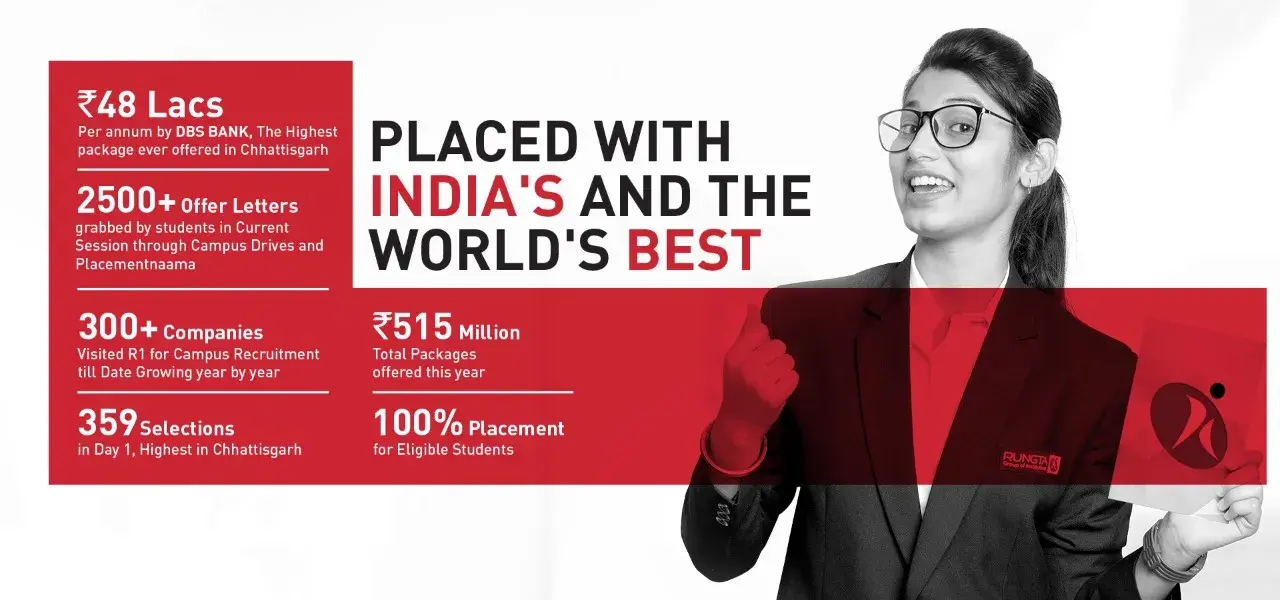 ₹48 Lacs
Per annum by DBS BANK, The Highest
package ever offered in Chhattisgarh
2500+ Offer Letters
grabbed by students in Current
Session through Campus Drives and
Placementnaama
300+ Companies
Visited R1 for Campus Recruitment
till Date Growing year by year
359 Selections
in Day 1, Highest in Chhattisgarh
PLACED WITH
INDIA'S AND THE
WORLD'S BEST
₹515 Million
Total Packages
offered this year
100% Placement
for Eligible Students
RUNGTA
Group of Institutions